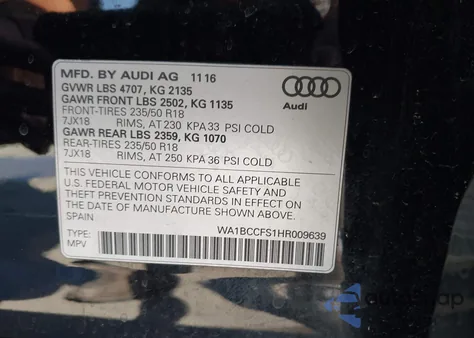 MFD. BY AUDI AG 11 16
GVWR LBS 4707, KG 2135
GAWR FRONT LBS 2502, KG 1135
FRONT-TIRES 235/50 R18
7JX18 RIMS, AT 230 KPA 33 PSI COLD
GAWR REAR LBS 2359, KG 1070
REAR-TIRES 235/50 R18
7JX18 RIMS, AT 250 KPA 36 PSI COLD
Audi
THIS VEHICLE CONFORMS TO ALL APPLICABLE
U.S. FEDERAL MOTOR VEHICLE SAFETY AND
THEFT PREVENTION STANDARDS IN EFFECT ON
THE DATE OF MANUFACTURE SHOWN ABOVE.
SPAIN
TYPE:
MPV
WA1BCCFS1HR009639